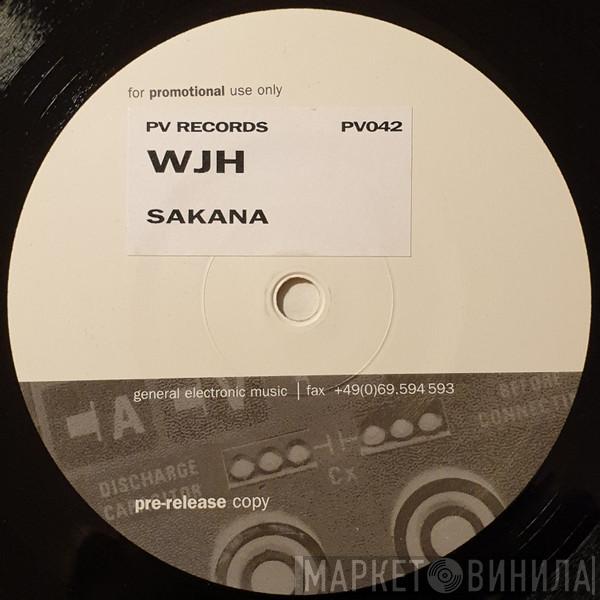 for promotional use only
PV RECORDS PV042
WJH
SAKANA
general electronic music | fax +49(0)69.594 593
BEFORE
CONNECTI
A
DISCHARGE
CAPACITOR
Cx
pre-release copy
МАРКЕТ ВИНИЛА